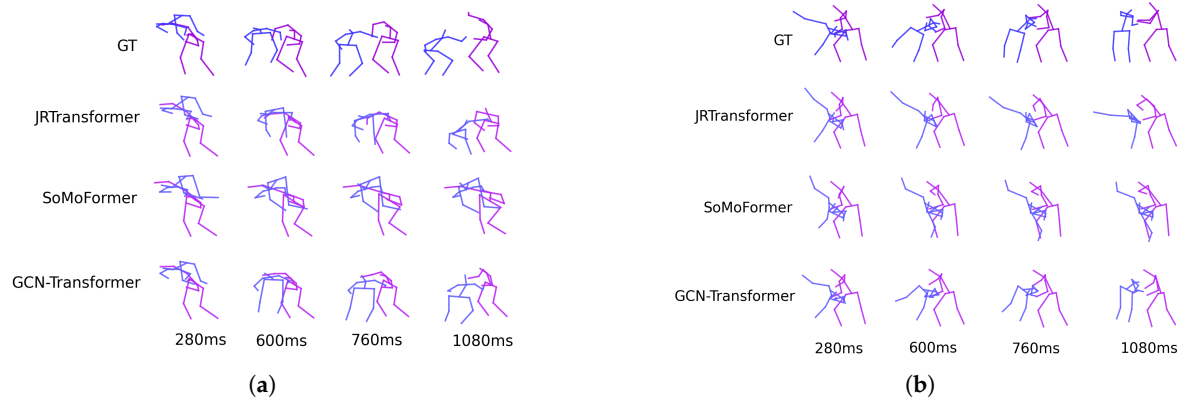 GT
JRTransformer
SoMoFormer
GCN-Transformer
280ms 600ms 760ms 1080ms
(a)
GT
JRTransformer
SoMoFormer
GCN-Transformer
280ms 600ms 760ms 1080ms
(b)